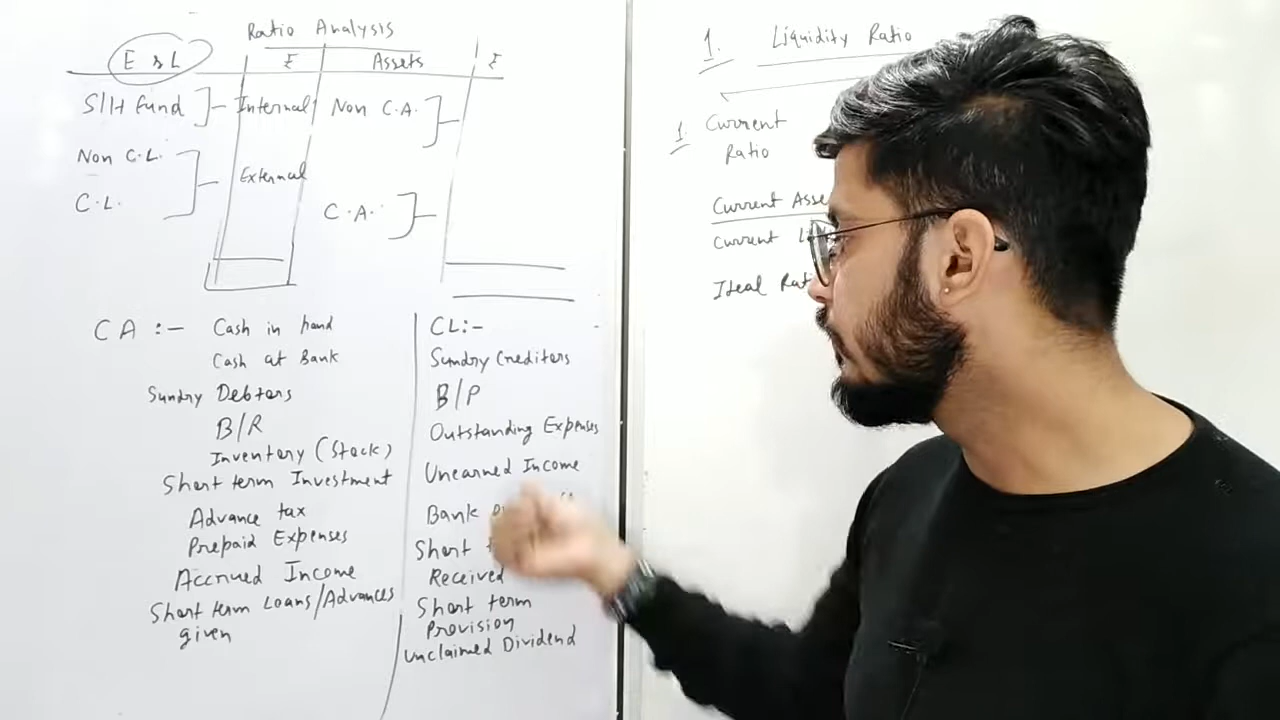 Ratio Analysis
E & L ₹ Assets ₹
S/H fund Internal Non C.A.
Non C.L. External
C.L. C.A.
CA :-
Cash in hand
Cash at Bank
Sundry Debtors
B/R
Inventory (Stock)
Short term Investment
Advance tax
Prepaid Expenses
Accrued Income
Short term Loans/Advances
given
CL:-
Sundry Creditors
B/P
Outstanding Expenses
Unearned Income
Bank
Short
Received
Short term
Provision
Unclaimed Dividend
1. Liquidity Ratio
1. Current
Ratio
Current
Current
Ideal